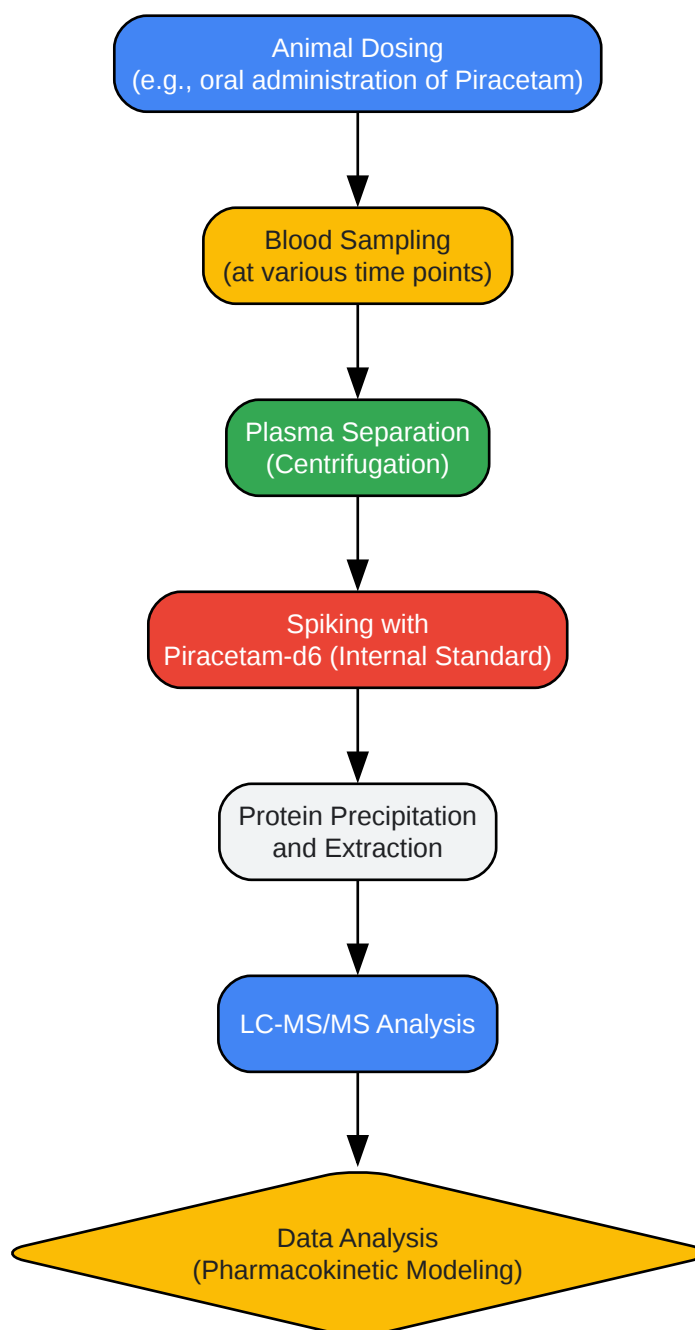 Animal Dosing
(e.g., oral administration of Piracetam)
Blood Sampling
(at various time points)
Plasma Separation
(Centrifugation)
Spiking with
Piracetam-d6 (Internal Standard)
Protein Precipitation
and Extraction
LC-MS/MS Analysis
Data Analysis
(Pharmacokinetic Modeling)